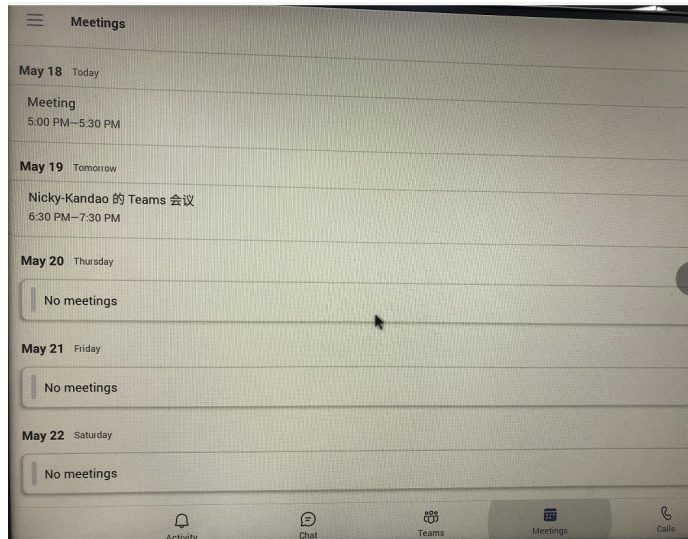 Meetings
May 18 Today
Meeting
5:00 PM–5:30 PM
May 19 Tomorrow
Nicky-Kandao 的 Teams 会议
6:30 PM–7:30 PM
May 20 Thursday
No meetings
May 21 Friday
No meetings
May 22 Saturday
No meetings
Activity Chat Teams Meetings Calls